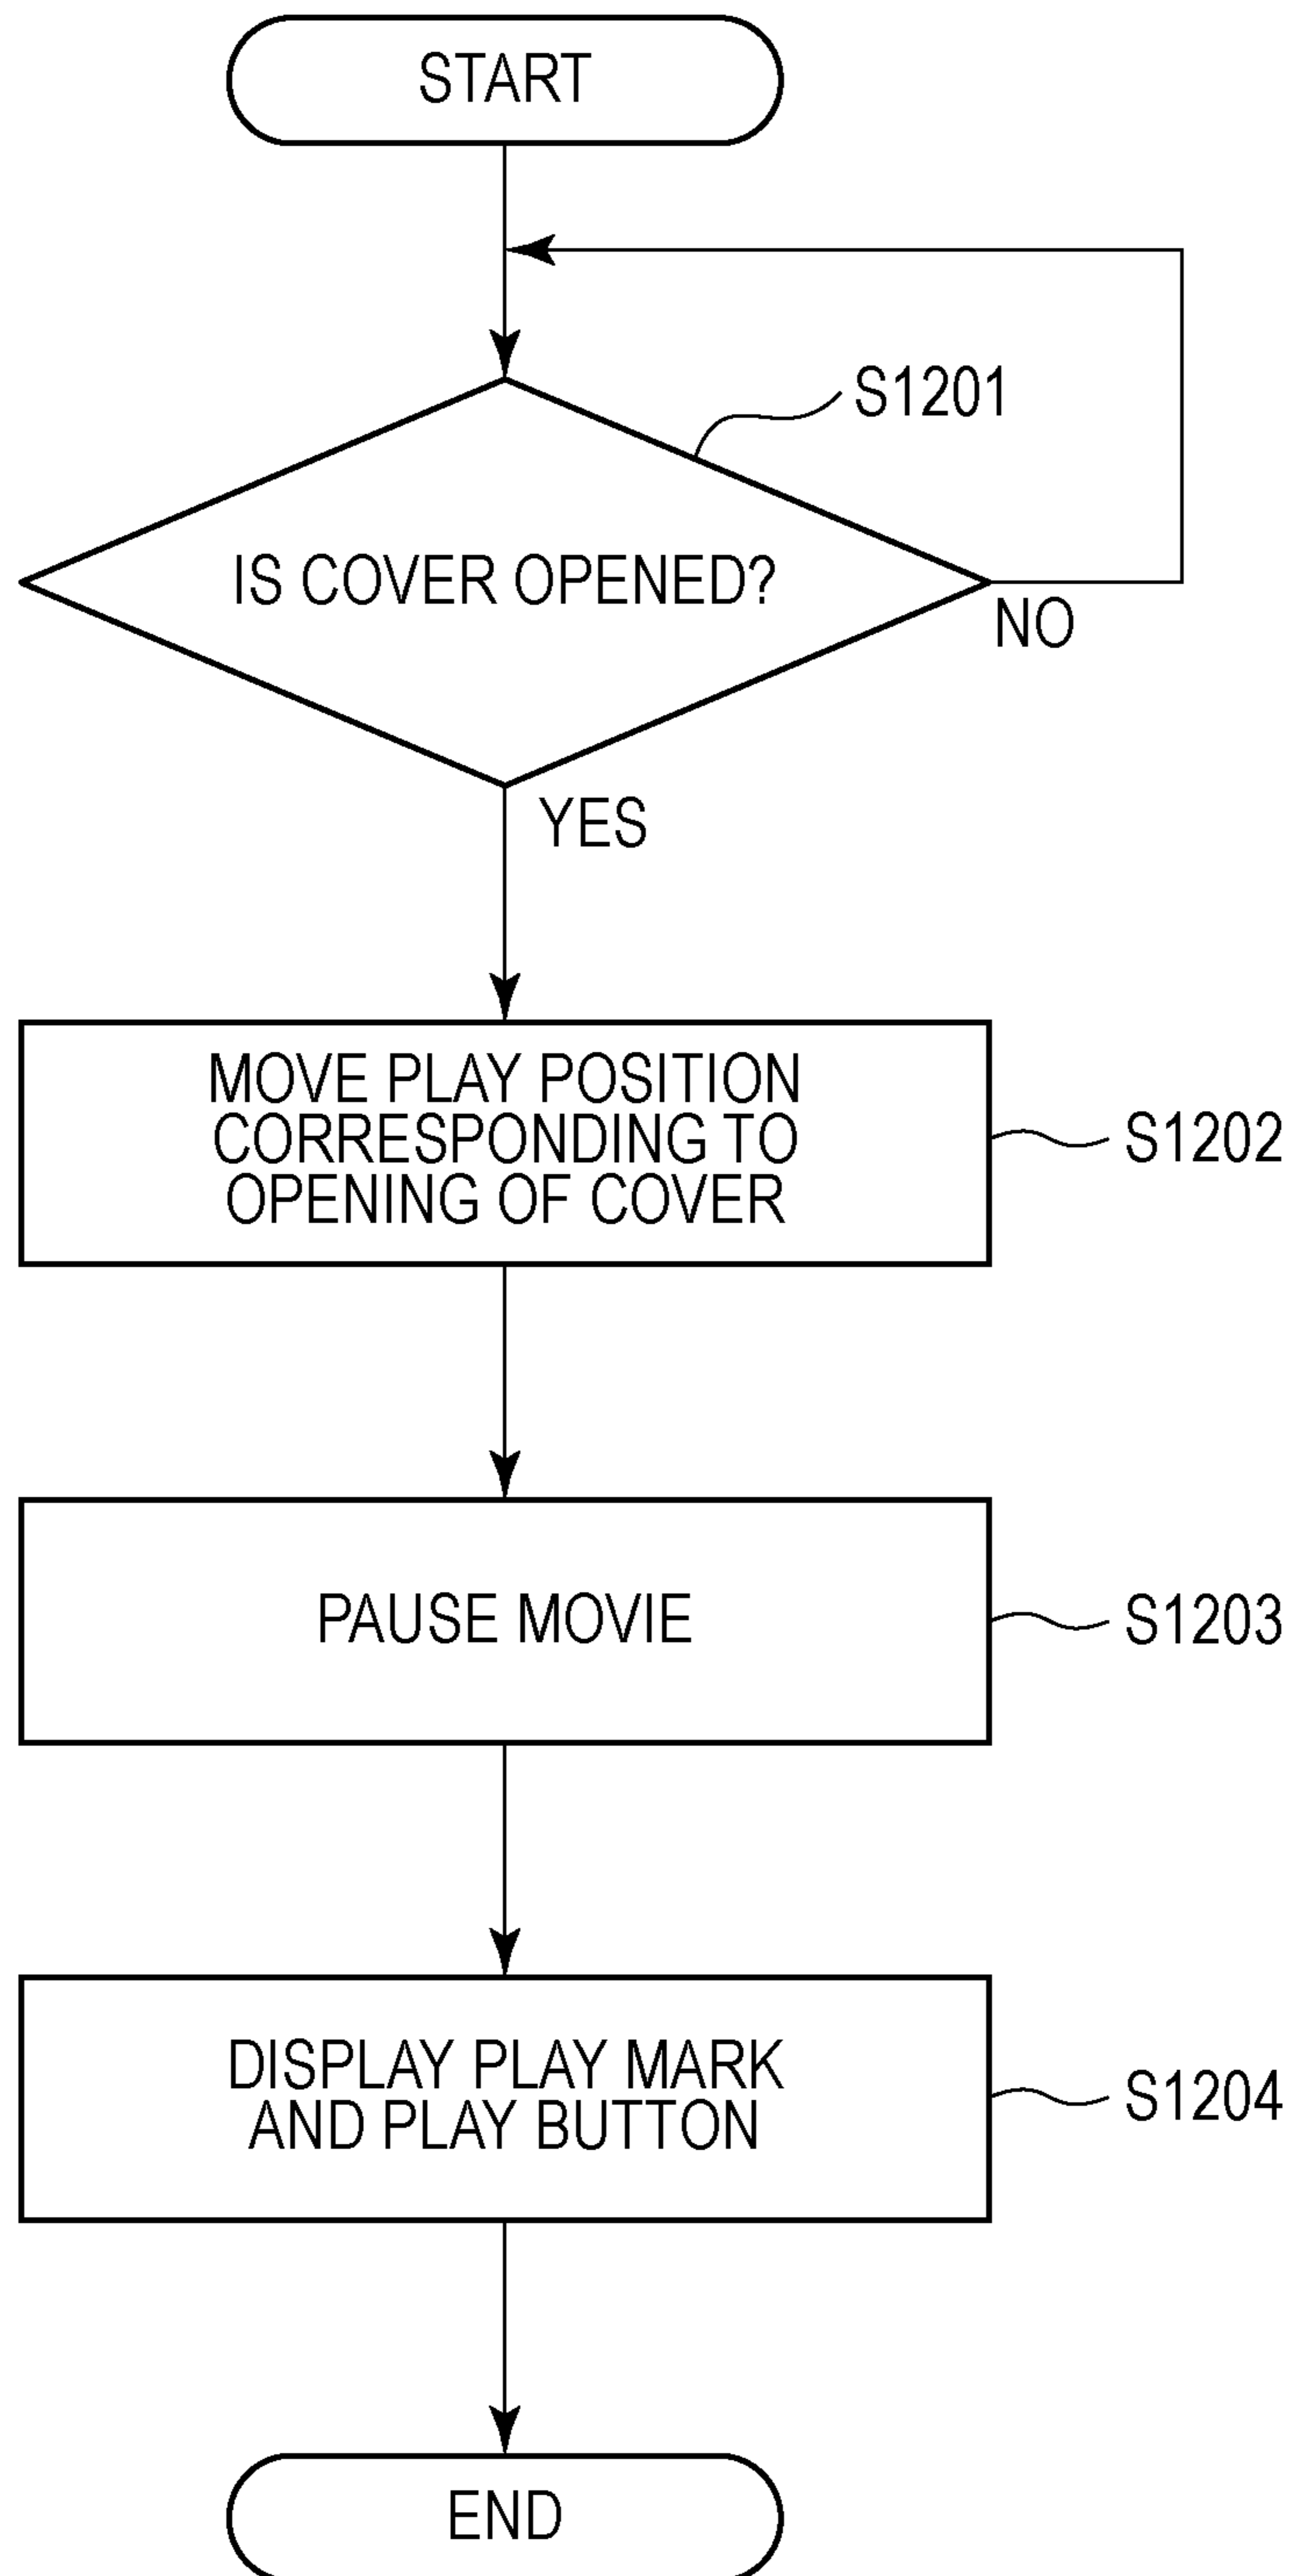 START
S1201
IS COVER OPENED?
NO
YES
MOVE PLAY POSITION
CORRESPONDING TO
OPENING OF COVER
S1202
PAUSE MOVIE
S1203
DISPLAY PLAY MARK
AND PLAY BUTTON
S1204
END